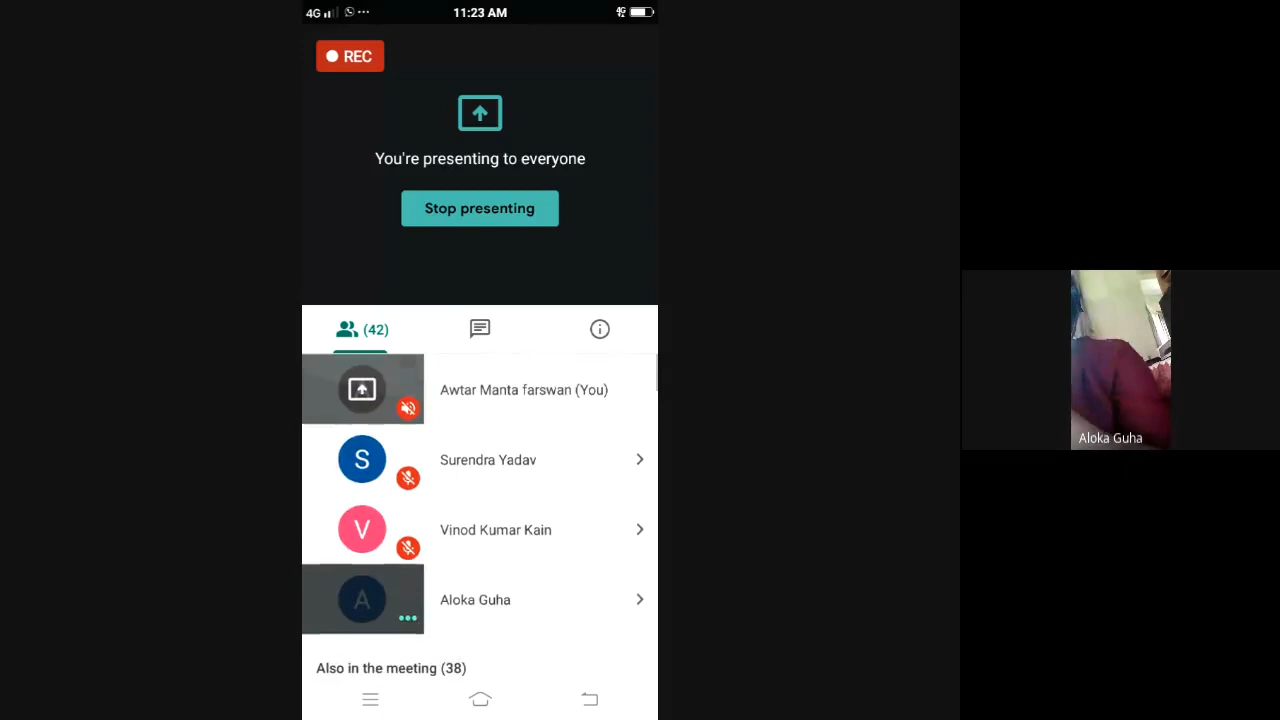 4G 11:23 AM 4G
REC
You're presenting to everyone
Stop presenting
(42)
Awtar Manta farswan (You)
S Surendra Yadav
V Vinod Kumar Kain
A Aloka Guha
Also in the meeting (38)
Aloka Guha